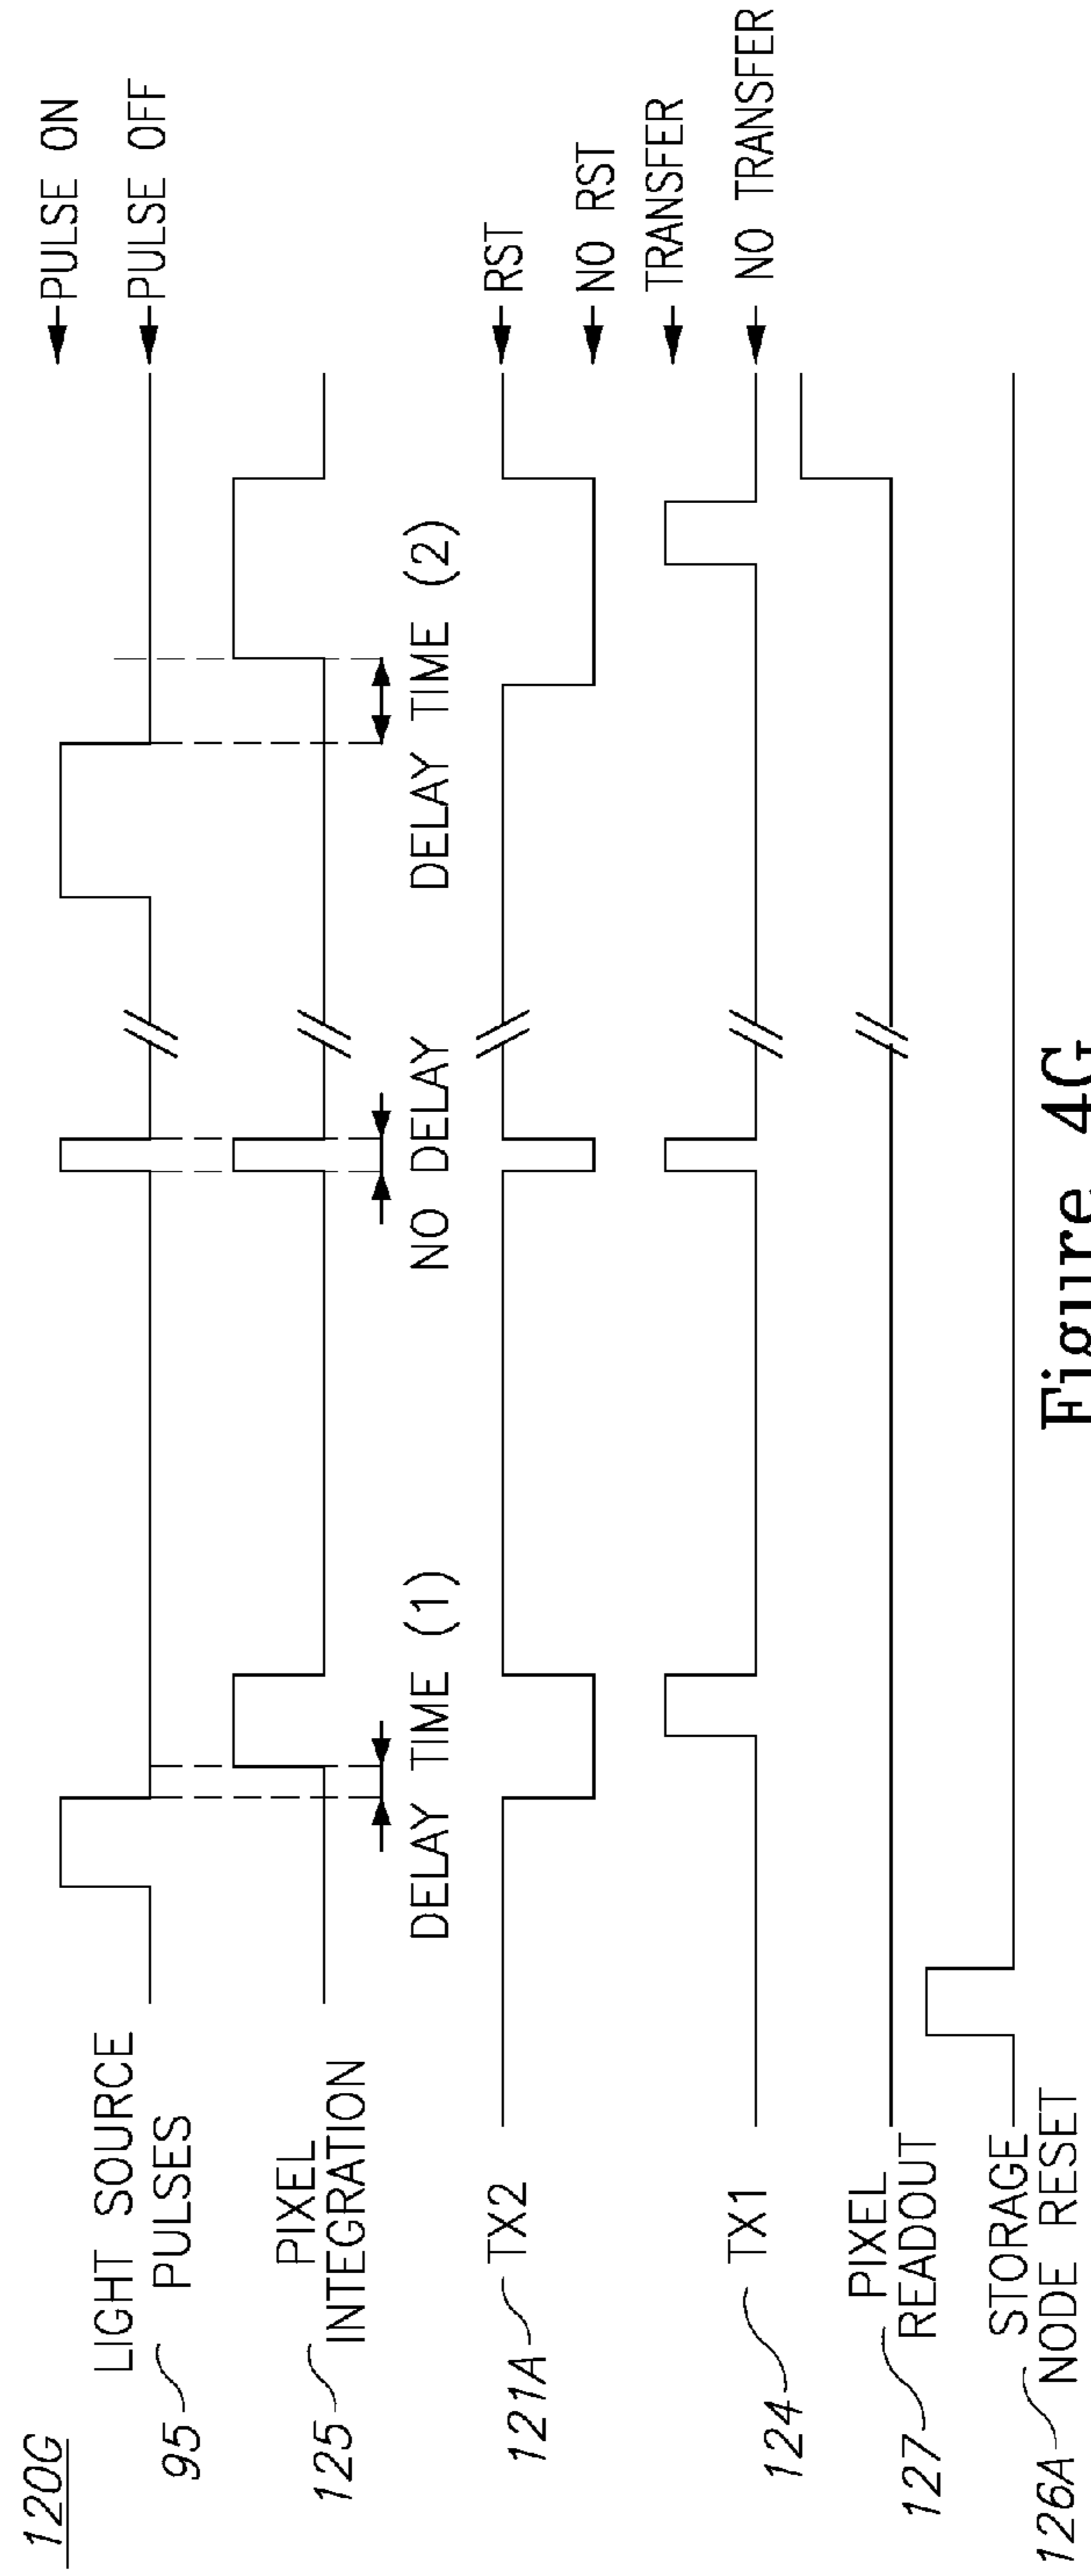 120G
LIGHT SOURCE
PULSES
95
PULSE ON
PULSE OFF
PIXEL
INTEGRATION
125
DELAY TIME (1)
NO DELAY
DELAY TIME (2)
121A
TX2
RST
NO RST
124
TX1
TRANSFER
NO TRANSFER
PIXEL
READOUT
127
STORAGE
NODE RESET
126A
Figure 4G